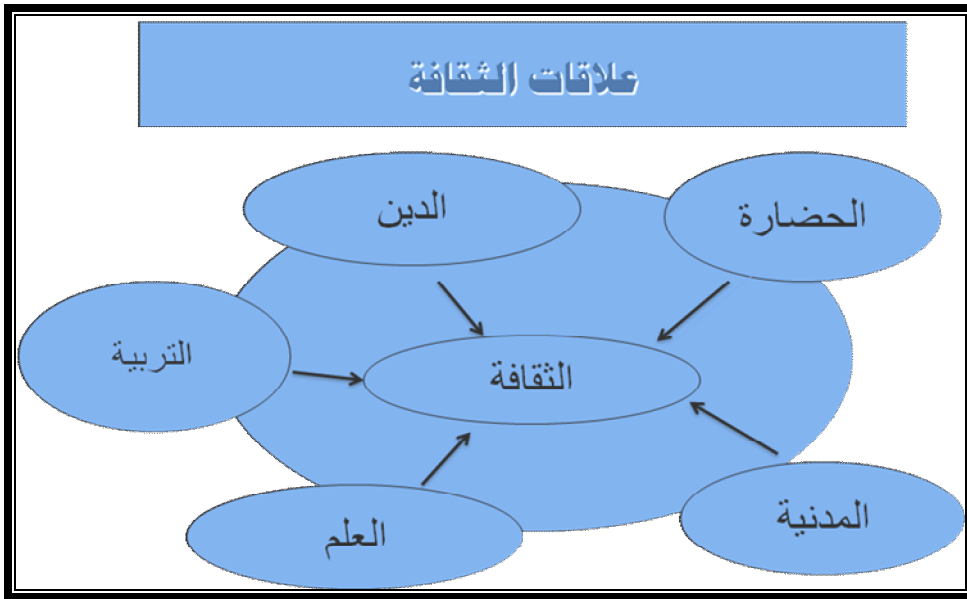 علاقات الثقافة
الدين
الحضارة
التربية
الثقافة
المدنية
العلم